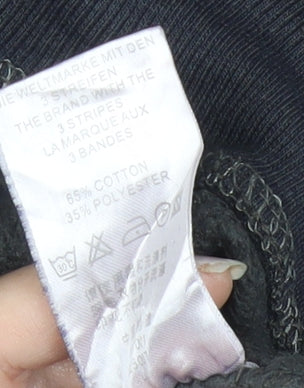 DIE WELTMARKE MIT DEN
3 STREIFEN
THE BRAND WITH THE
3 STRIPES
LA MARQUE AUX
3 BANDES
65% COTTON
35% POLYESTER
30